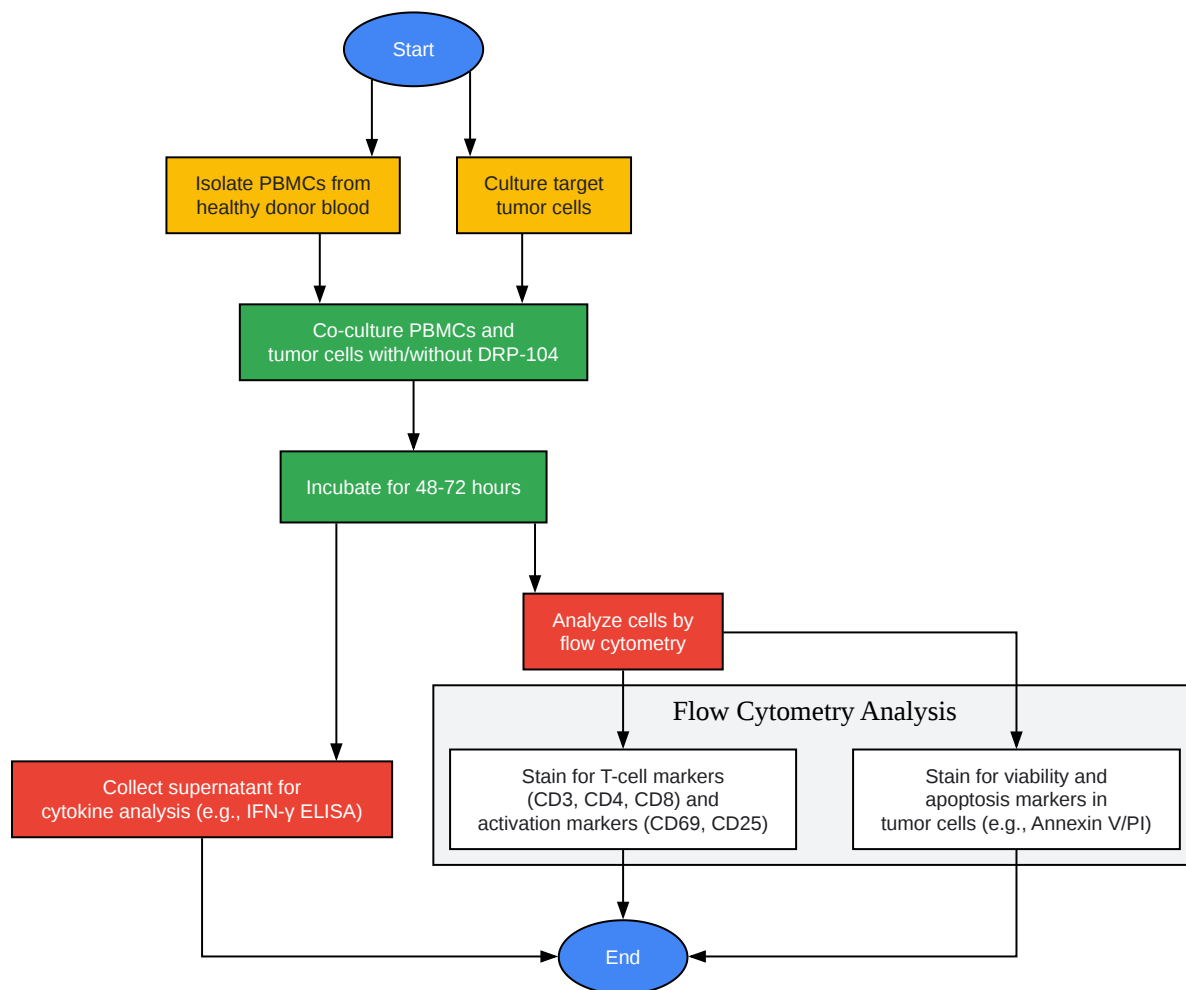 Start
Isolate PBMCs from
healthy donor blood
Culture target
tumor cells
Co-culture PBMCs and
tumor cells with/without DRP-104
Incubate for 48-72 hours
Analyze cells by
flow cytometry
Flow Cytometry Analysis
Collect supernatant for
cytokine analysis (e.g., IFN-γ ELISA)
Stain for T-cell markers
(CD3, CD4, CD8) and
activation markers (CD69, CD25)
Stain for viability and
apoptosis markers in
tumor cells (e.g., Annexin V/PI)
End